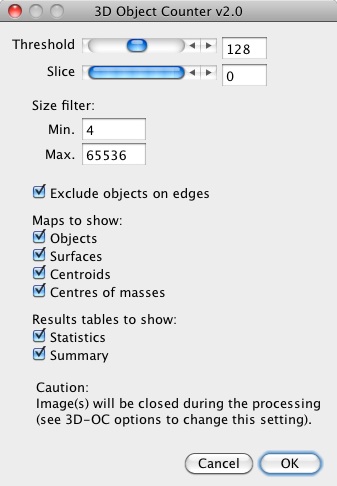 3D Object Counter v2.0
Threshold 128
Slice 0
Size filter:
Min. 4
Max. 65536
Exclude objects on edges
Maps to show:
Objects
Surfaces
Centroids
Centres of masses
Results tables to show:
Statistics
Summary
Caution:
Image(s) will be closed during the processing
(see 3D-OC options to change this setting).
Cancel OK